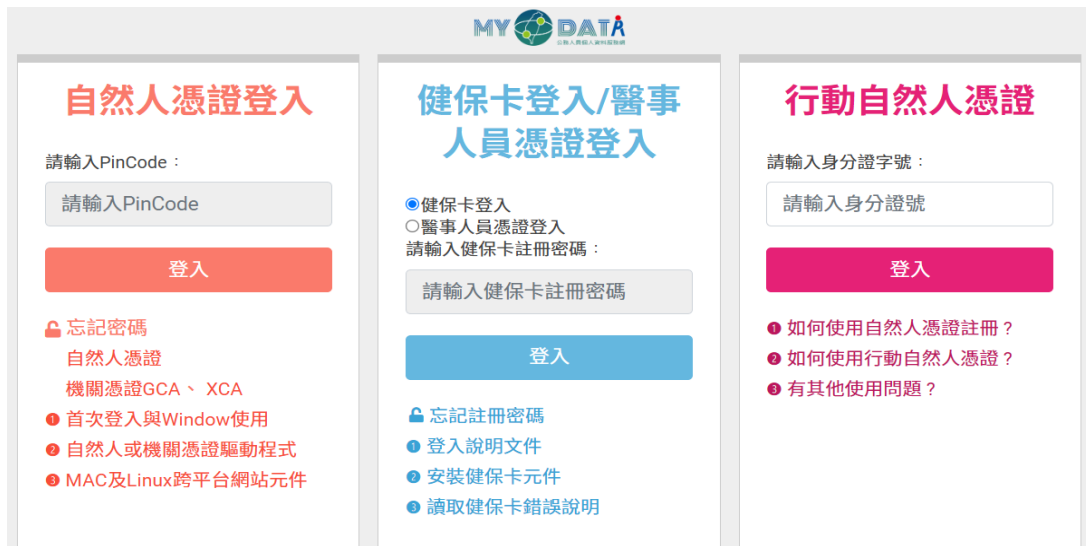 MY DATA
公務人員個人資料服務網
自然人憑證登入
請輸入PinCode：
請輸入PinCode
登入
忘記密碼
自然人憑證
機關憑證GCA、 XCA
❶ 首次登入與Window使用
❷ 自然人或機關憑證驅動程式
❸ MAC及Linux跨平台網站元件
健保卡登入/醫事
人員憑證登入
健保卡登入
醫事人員憑證登入
請輸入健保卡註冊密碼：
請輸入健保卡註冊密碼
登入
忘記註冊密碼
❶ 登入說明文件
❷ 安裝健保卡元件
❸ 讀取健保卡錯誤說明
行動自然人憑證
請輸入身分證字號：
請輸入身分證號
登入
❶ 如何使用自然人憑證註冊？
❷ 如何使用行動自然人憑證？
❸ 有其他使用問題？